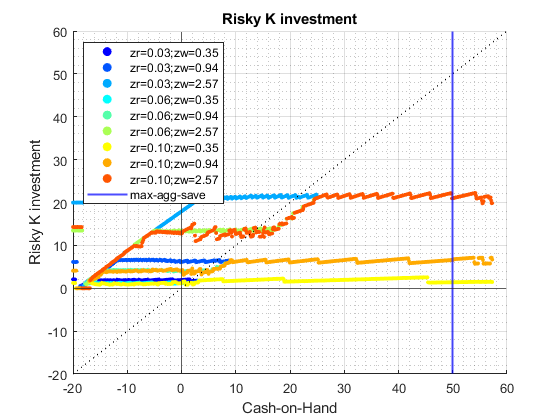 Risky K investment
60
50
40
30
20
10
0
-10
-20
Risky K investment
zr=0.03;zw=0.35
zr=0.03;zw=0.94
zr=0.03;zw=2.57
zr=0.06;zw=0.35
zr=0.06;zw=0.94
zr=0.06;zw=2.57
zr=0.10;zw=0.35
zr=0.10;zw=0.94
zr=0.10;zw=2.57
max-agg-save
-20 -10 0 10 20 30 40 50 60
Cash-on-Hand